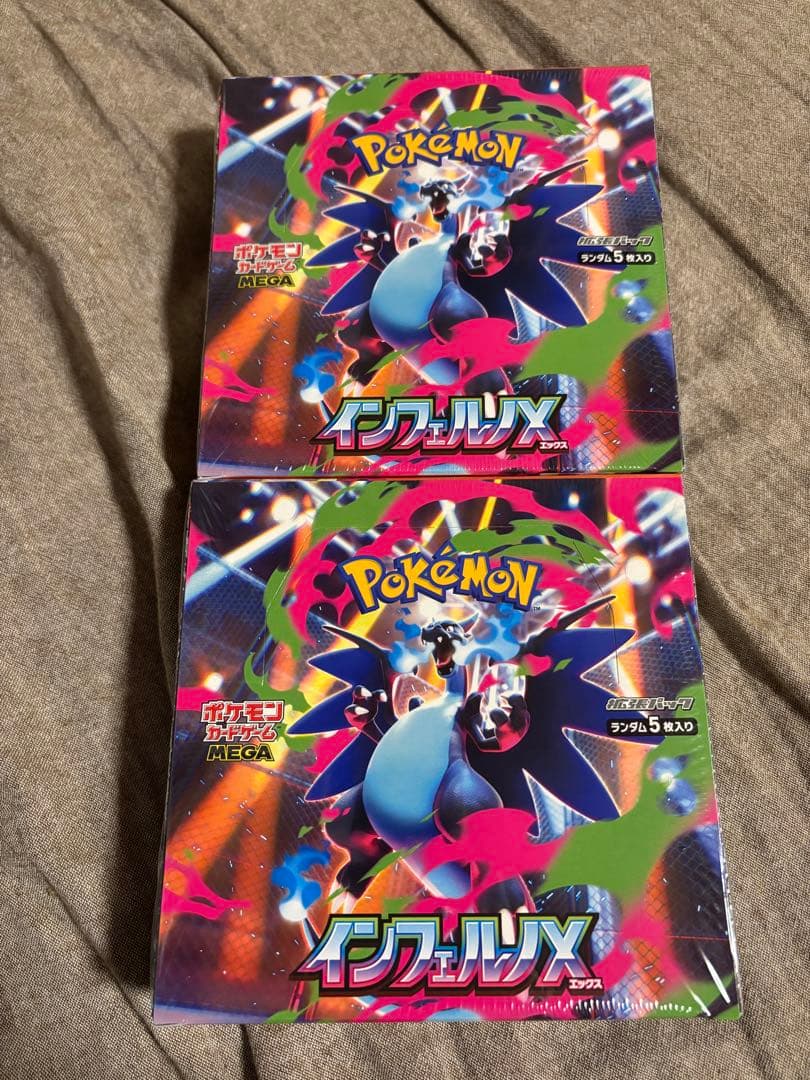 POKéMON
ポケモン
カードゲーム
MEGA
拡張パック
ランダム5枚入り
インフェルノX
エックス
POKéMON
TM
ポケモン
カードゲーム
MEGA
拡張パック
ランダム5枚入り
インフェルノX
エックス